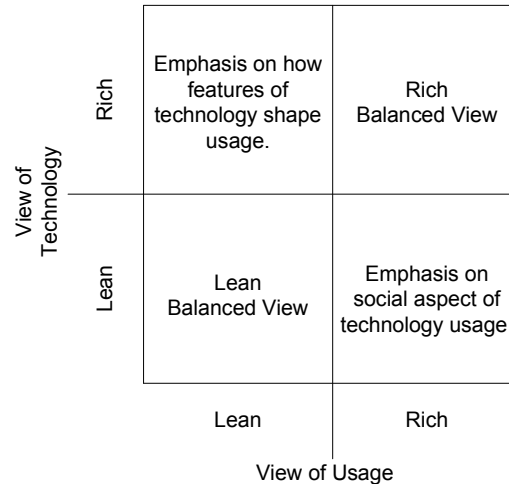 Emphasis on how
features of
technology shape
usage.
Rich
Balanced View
Rich
View of
Technology
Lean
Lean
Balanced View
Emphasis on
social aspect of
technology usage
Lean
Rich
View of Usage